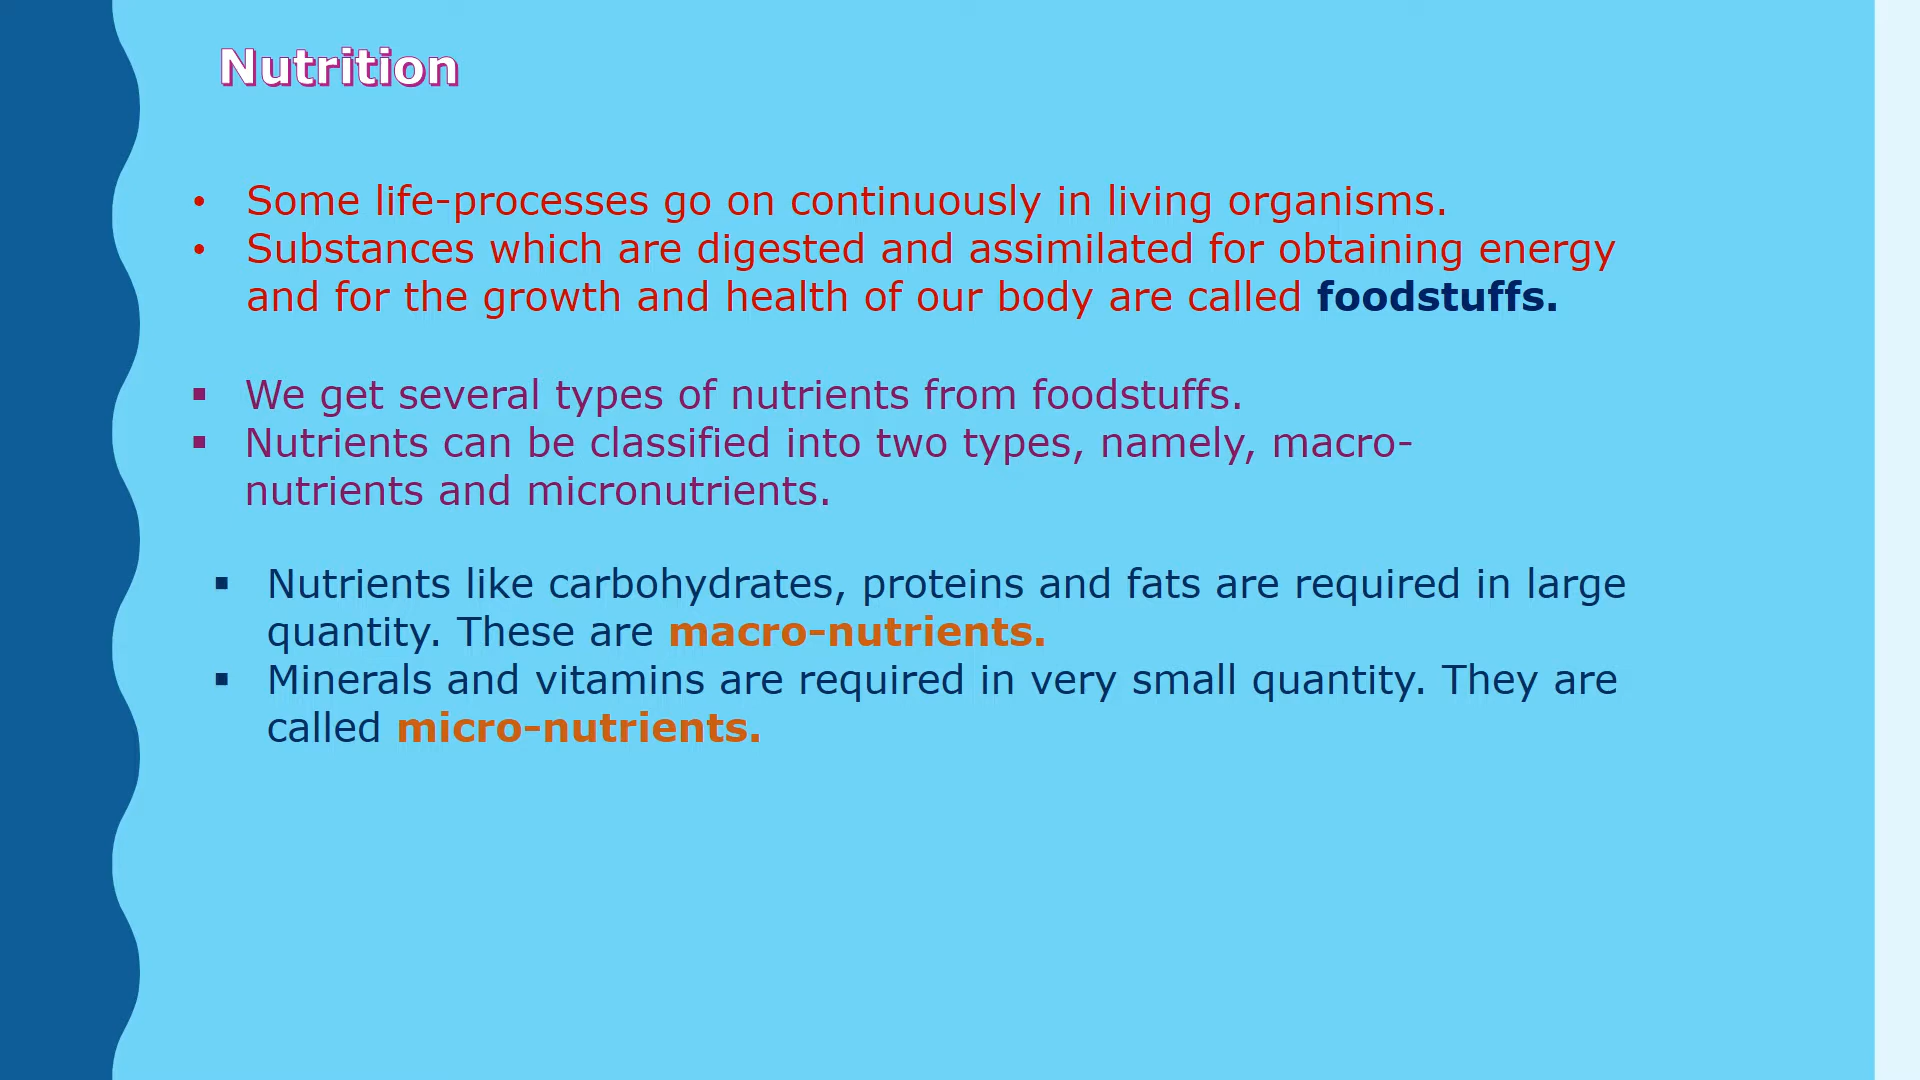 Nutrition
• Some life-processes go on continuously in living organisms.
• Substances which are digested and assimilated for obtaining energy
and for the growth and health of our body are called foodstuffs.
▪ We get several types of nutrients from foodstuffs.
▪ Nutrients can be classified into two types, namely, macro-
nutrients and micronutrients.
▪ Nutrients like carbohydrates, proteins and fats are required in large
quantity. These are macro-nutrients.
▪ Minerals and vitamins are required in very small quantity. They are
called micro-nutrients.